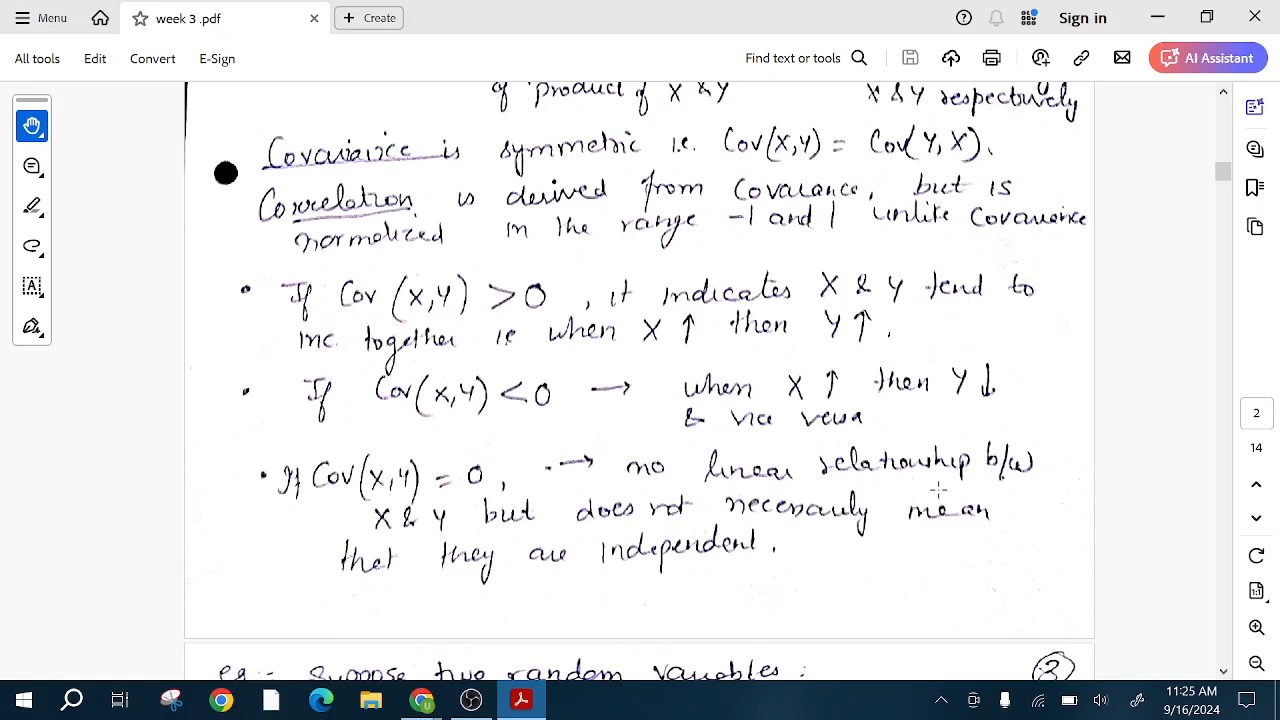 Menu
week 3 .pdf
Create
Sign in
All tools
Edit
Convert
E-Sign
Find text or tools
AI Assistant
of product of X & Y
X & Y respectively
Covariance is symmetric i.e. Cov(X,Y) = Cov(Y, X).
Correlation is derived from Covariance, but is
normalized in the range -1 and 1 unlike Covariance
• If Cov (X,Y) > 0 , it indicates X & Y tend to
inc. together ie when X ↑ then Y ↑ .
• If Cov(X,Y) < 0 → when X ↑ then Y ↓
& vice versa
• If Cov(X,Y) = 0, → no linear relationship b/w
X & Y but does not necessarily mean
that they are independent.
eg:- Suppose two random variables :
3
2
14
11:25 AM
9/16/2024